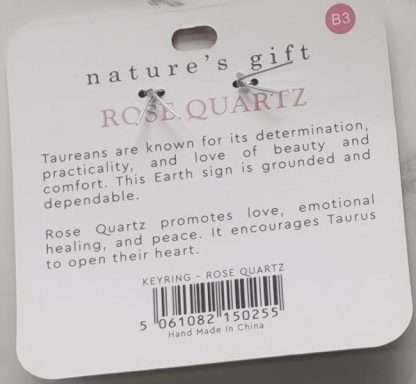 B3
nature's gift
ROSE QUARTZ
Taureans are known for its determination,
practicality, and love of beauty and
comfort. This Earth sign is grounded and
dependable.
Rose Quartz promotes love, emotional
healing, and peace. It encourages Taurus
to open their heart.
KEYRING - ROSE QUARTZ
5 061082 150255
Hand Made In China